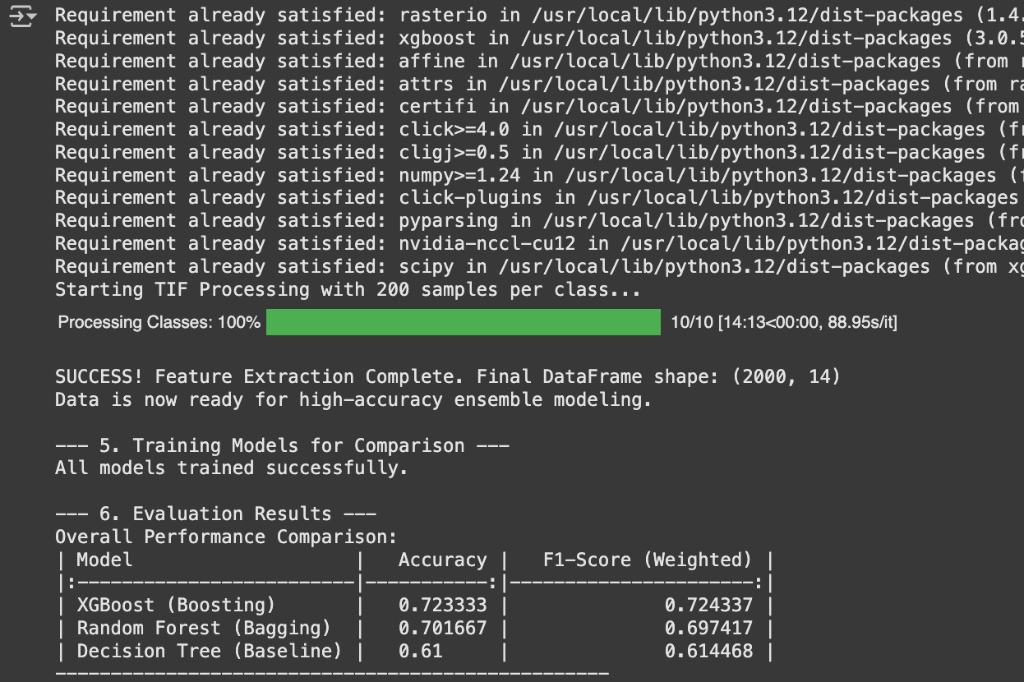 Requirement already satisfied: rasterio in /usr/local/lib/python3.12/dist-packages (1.4.
Requirement already satisfied: xgboost in /usr/local/lib/python3.12/dist-packages (3.0.5
Requirement already satisfied: affine in /usr/local/lib/python3.12/dist-packages (from
Requirement already satisfied: attrs in /usr/local/lib/python3.12/dist-packages (from ra
Requirement already satisfied: certifi in /usr/local/lib/python3.12/dist-packages (from
Requirement already satisfied: click>=4.0 in /usr/local/lib/python3.12/dist-packages (fr
Requirement already satisfied: cligj>=0.5 in /usr/local/lib/python3.12/dist-packages (fr
Requirement already satisfied: numpy>=1.24 in /usr/local/lib/python3.12/dist-packages (f
Requirement already satisfied: click-plugins in /usr/local/lib/python3.12/dist-packages
Requirement already satisfied: pyparsing in /usr/local/lib/python3.12/dist-packages (fro
Requirement already satisfied: nvidia-nccl-cu12 in /usr/local/lib/python3.12/dist-packag
Requirement already satisfied: scipy in /usr/local/lib/python3.12/dist-packages (from xg
Starting TIF Processing with 200 samples per class...
Processing Classes: 100% 10/10 [14:13<00:00, 88.95s/it]
SUCCESS! Feature Extraction Complete. Final DataFrame shape: (2000, 14)
Data is now ready for high-accuracy ensemble modeling.
--- 5. Training Models for Comparison ---
All models trained successfully.
--- 6. Evaluation Results ---
Overall Performance Comparison:
| Model                    |   Accuracy |   F1-Score (Weighted) |
|:-------------------------|-----------:|----------------------:|
| XGBoost (Boosting)       |   0.723333 |              0.724337 |
| Random Forest (Bagging)  |   0.701667 |              0.697417 |
| Decision Tree (Baseline) |   0.61     |              0.614468 |
--------------------------------------------------